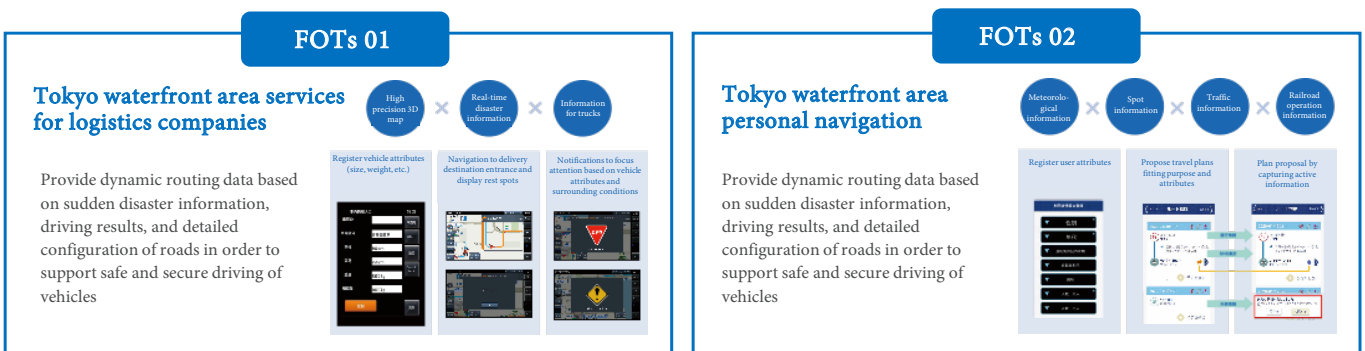 FOTs 01
Tokyo waterfront area services
for logistics companies
High
precision 3D
map
Real-time
disaster
information
Information
for trucks
Provide dynamic routing data based
on sudden disaster information,
driving results, and detailed
configuration of roads in order to
support safe and secure driving of
vehicles
Register vehicle attributes
(size, weight, etc.)
Navigation to delivery
destination entrance and
display rest spots
Notifications to focus
attention based on vehicle
attributes and
surrounding conditions
FOTs 02
Tokyo waterfront area
personal navigation
Meteorolo-
gical
information
Spot
information
Traffic
information
Railroad
operation
information
Provide dynamic routing data based
on sudden disaster information,
driving results, and detailed
configuration of roads in order to
support safe and secure driving of
vehicles
Register user attributes
Propose travel plans
fitting purpose and
attributes
Plan proposal by
capturing active
information